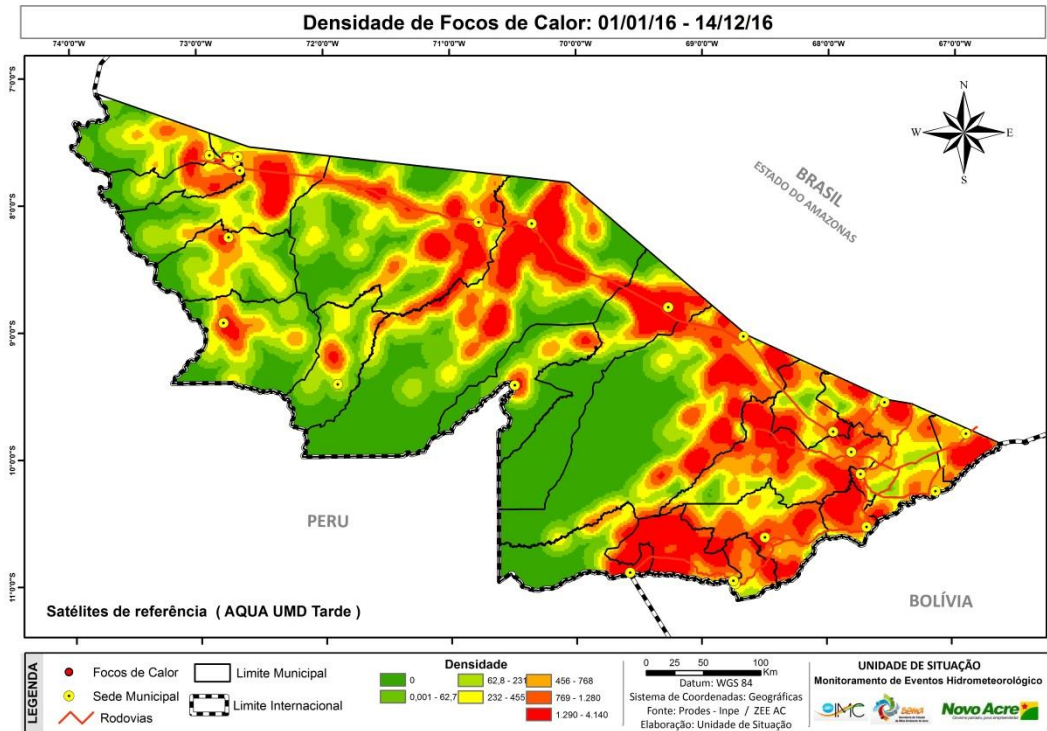 Densidade de Focos de Calor: 01/01/16 - 14/12/16
74°0'0"S 73°0'0"W 72°0'0"W 71°0'0"W 70°0'0"W 69°0'0"W 68°0'0"W 67°0'0"W
7°0'0"S
8°0'0"S
9°0'0"S
10°0'0"S
11°0'0"S
N
W E
S
BRASIL
ESTADO DO AMAZONAS
PERU
BOLÍVIA
Satélites de referência ( AQUA UMD Tarde )
LEGENDA
Focos de Calor
Sede Municipal
Rodovias
Limite Municipal
Limite Internacional
Densidade
0
0,001 - 62,7
62,8 - 231
232 - 455
456 - 768
769 - 1.280
1.290 - 4.140
0 25 50 100
Km
Datum: WGS 84
Sistema de Coordenadas: Geográficas
Fonte: Prodes - Inpe / ZEE AC
Elaboração: Unidade de Situação
UNIDADE DE SITUAÇÃO
Monitoramento de Eventos Hidrometeorológico
IMC
sema
Novo Acre